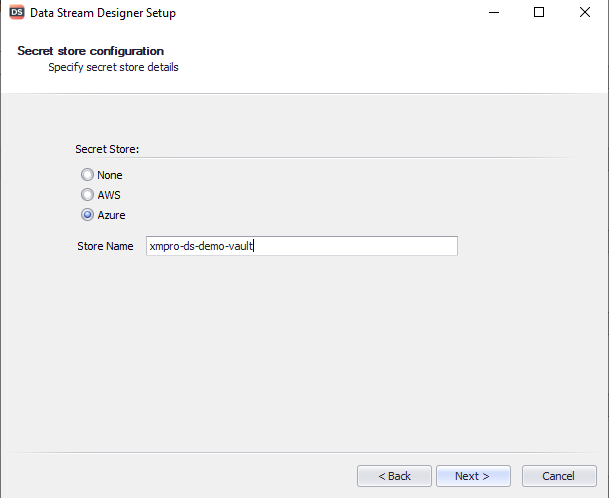 DS Data Stream Designer Setup
Secret store configuration
Specify secret store details
Secret Store:
None
AWS
Azure
Store Name xmpro-ds-demo-vault
< Back Next > Cancel